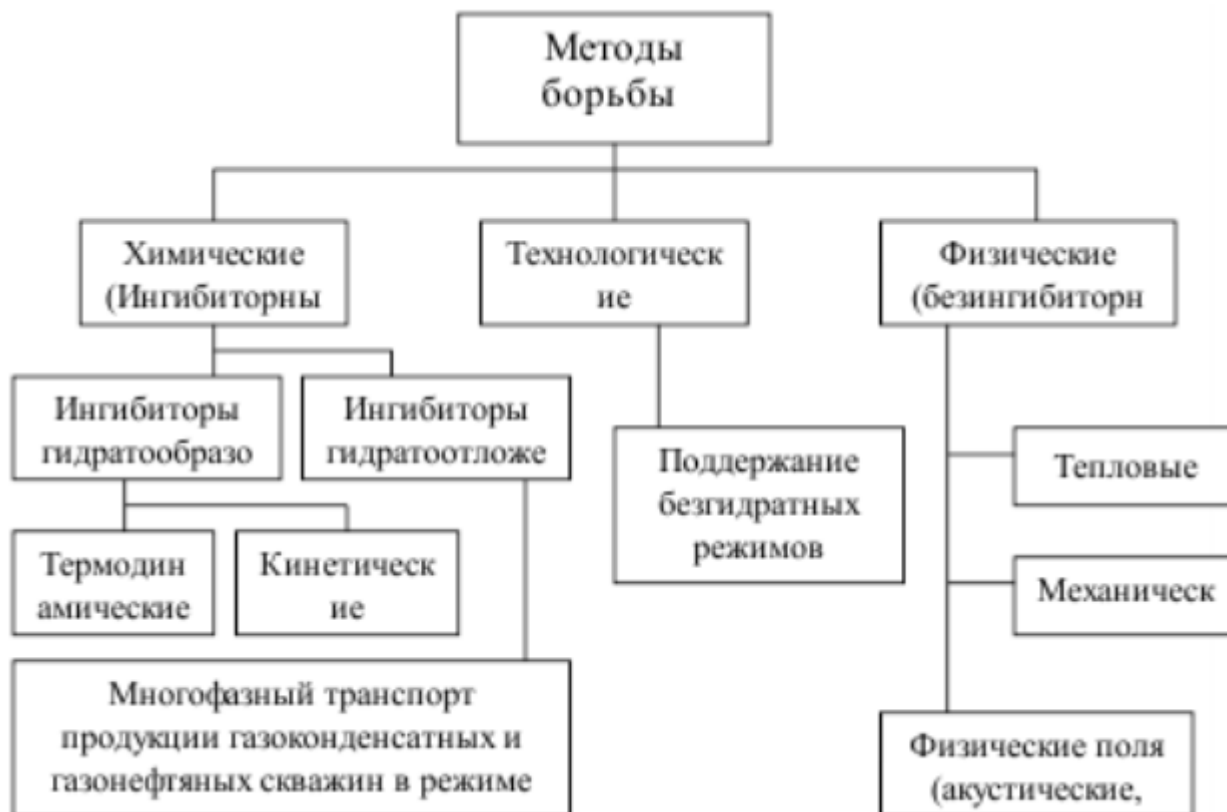 Методы
борьбы
Химические
(Ингибиторны
Технологическ
ие
Физические
(безингибиторн
Ингибиторы
гидратообразо
Ингибиторы
гидратоотложе
Поддержание
безгидратных
режимов
Тепловые
Термодин
амические
Кинетическ
ие
Механическ
Многофазный транспорт
продукции газоконденсатных и
газонефтяных скважин в режиме
Физические поля
(акустические,